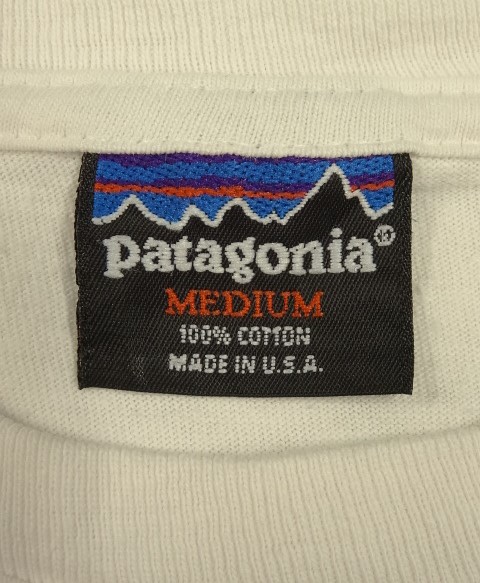 patagonia®
MEDIUM
100% COTTON
MADE IN U.S.A.